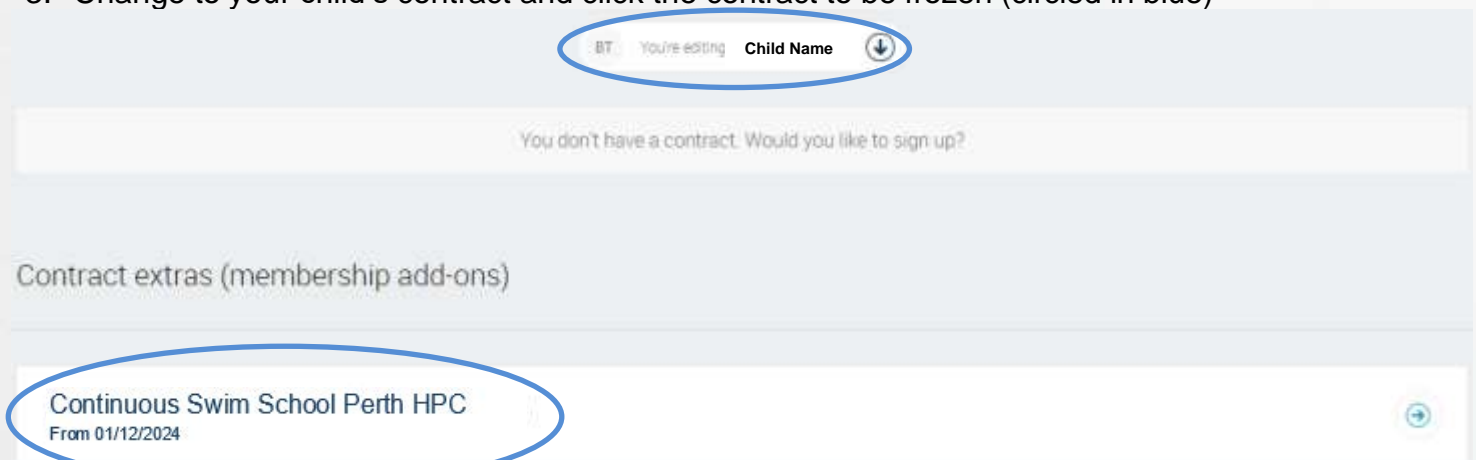 Change to your child's contract and click the contract to be frozen (circled in blue)
BT You're editing Child Name
You don't have a contract. Would you like to sign up?
Contract extras (membership add-ons)
Continuous Swim School Perth HPC
From 01/12/2024